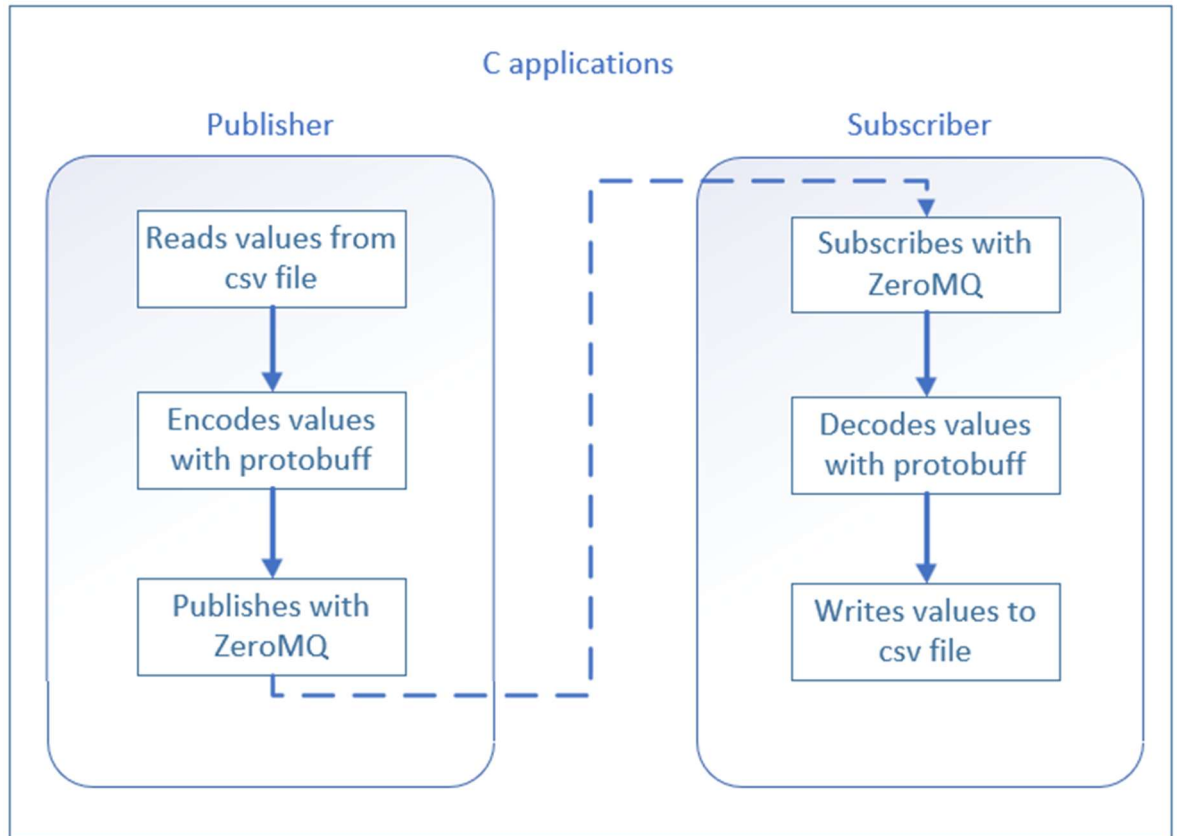 C applications
Publisher
Reads values from
csv file
Encodes values
with protobuff
Publishes with
ZeroMQ
Subscriber
Subscribes with
ZeroMQ
Decodes values
with protobuff
Writes values to
csv file